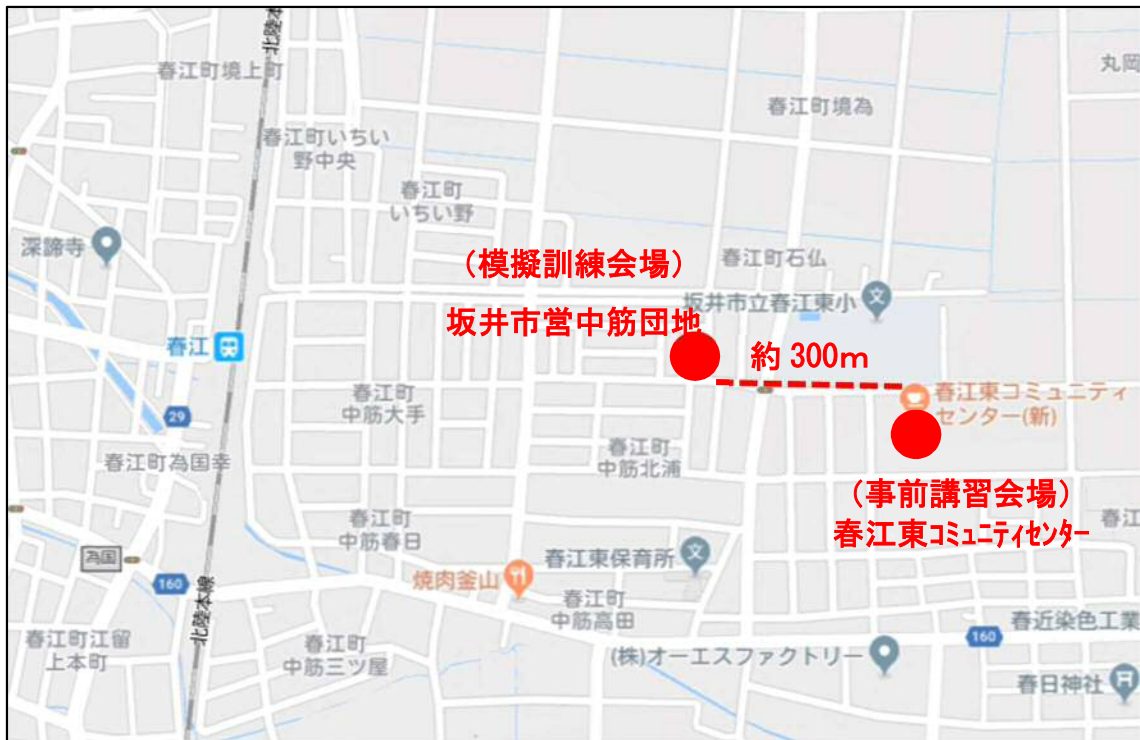 北陸本
春江町境上町
丸岡
春江町境為
春江町いちい
野中央
春江町
いちい野
深諦寺
(模擬訓練会場)
春江町石仏
坂井市立春江東小
坂井市営中筋団地
春江
約300m
春江町
中筋大手
春江東コミュニティ
センター(新)
29
春江町為国幸
春江町
中筋北浦
(事前講習会場)
春江東コミュニティセンター
春江
春江町
中筋春日
為国
160
春江東保育所
焼肉釜山
北陸本線
春江町
中筋高田
春江町江留
上本町
春江町
中筋三ツ屋
160
春近染色工業
(株)オーエスファクトリー
春日神社